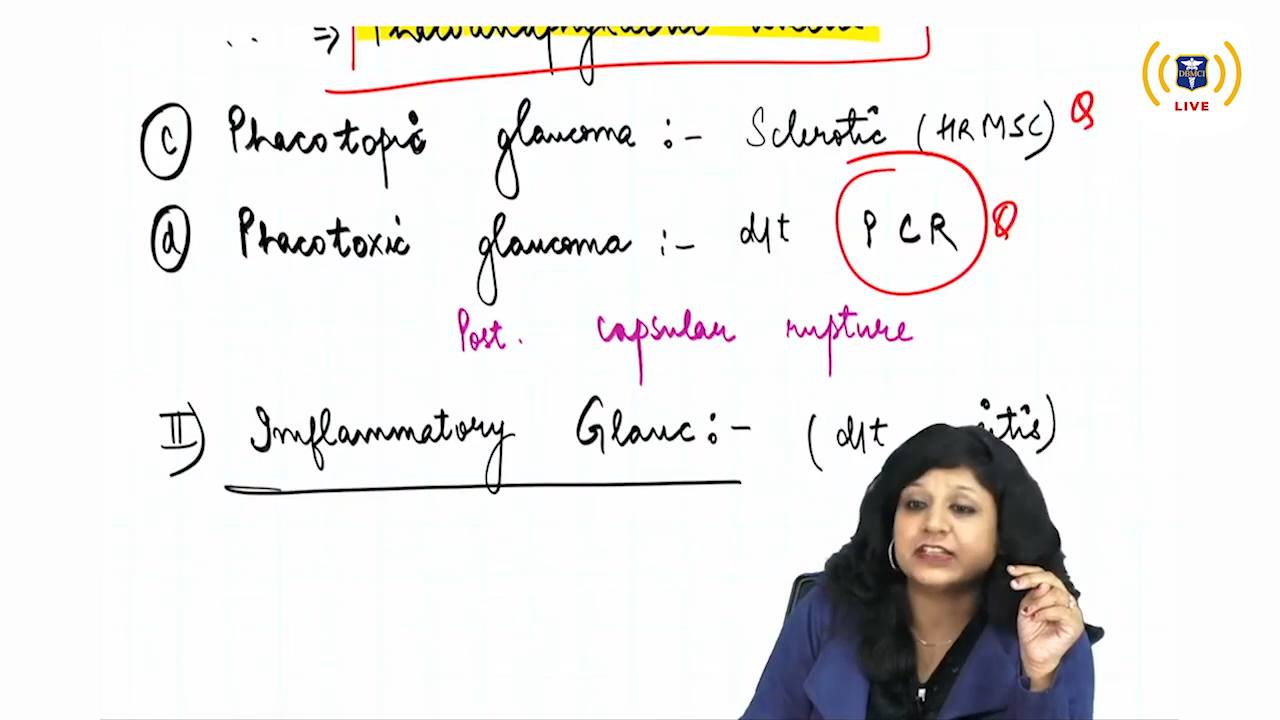 ⇒
ⓒ Phacotopic glaucoma :- Sclerotic (HRMSC) Q
ⓓ Phacotoxic glaucoma :- d/t PCR Q
Post. capsular rupture
II) Inflammatory Glauc :- (d/t
DBMCI
LIVE